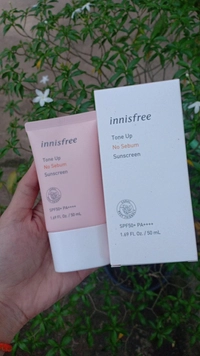 innisfree
Tone Up
No Sebum
Sunscreen
SPF50+ PA++++
1.69 Fl. Oz. / 50 mL
innisfree
Tone Up
No Sebum
Sunscreen
SPF50+ PA++++
1.69 Fl. Oz. / 50 mL